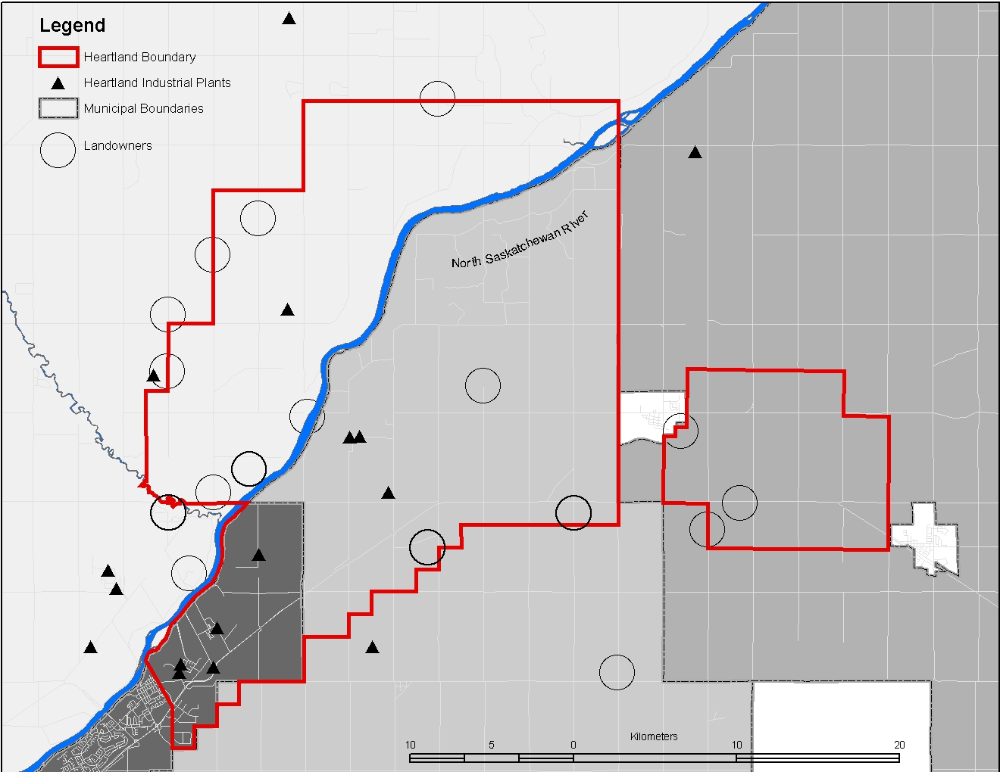 Legend
Heartland Boundary
Heartland Industrial Plants
Municipal Boundaries
Landowners
North Saskatchewan River
Kilometers
10 5 0 10 20